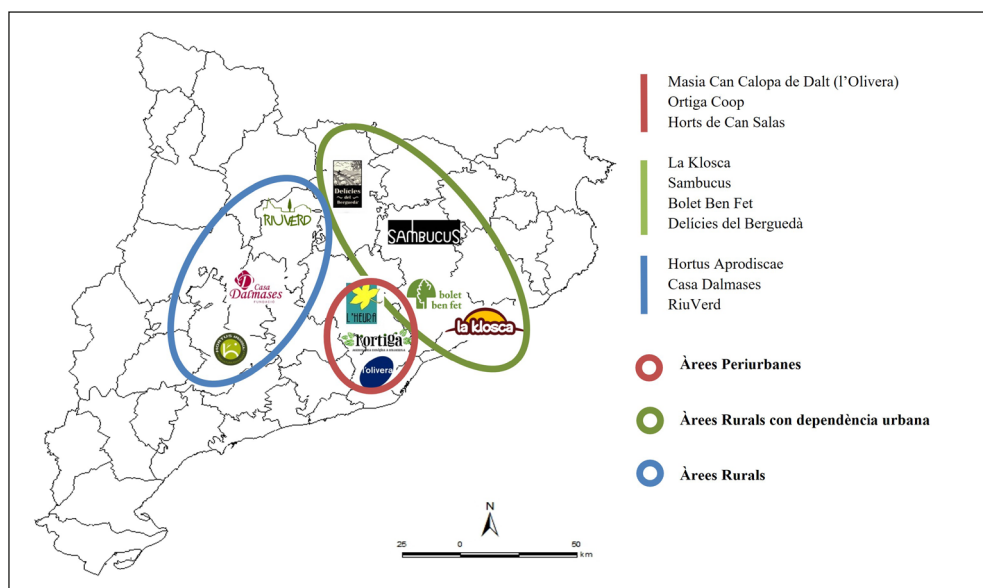 Masia Can Calopa de Dalt (l’Olivera)
Ortiga Coop
Horts de Can Salas
La Klosca
Sambucus
Bolet Ben Fet
Delícies del Berguedà
Hortus Aprodiscae
Casa Dalmases
RiuVerd
Àrees Periurbanes
Àrees Rurals con dependència urbana
Àrees Rurals
Delícies
del
Berguedà
RIUVERD
SAMBUCUS
Casa
Dalmases
FUNDACIÓ
L'HEURA
bolet
ben fet
la klosca
l'ortiga
l'olivera
N
25 0 50
km